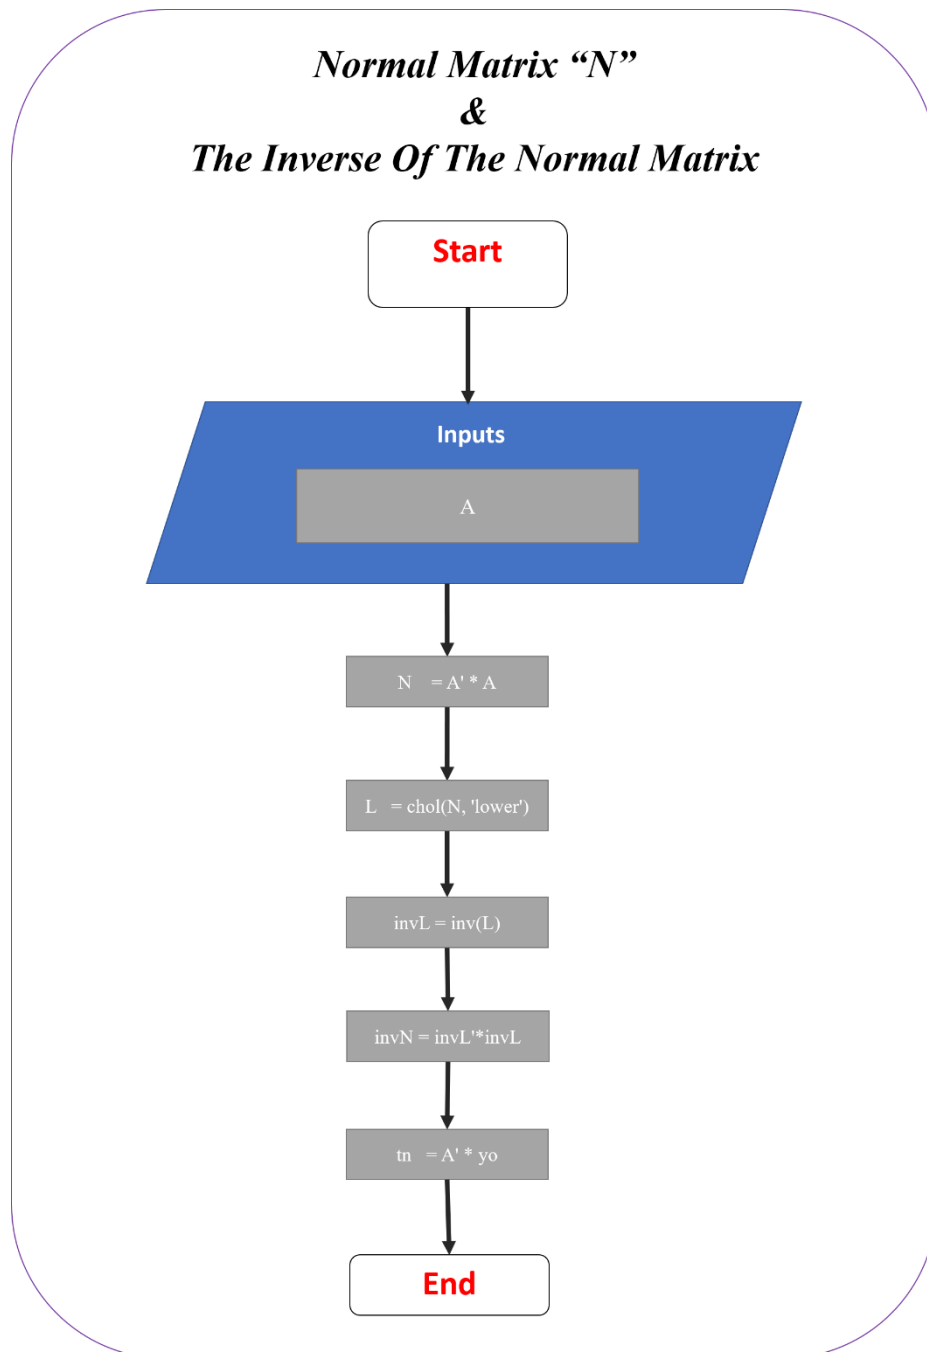 Normal Matrix “N”
&
The Inverse Of The Normal Matrix
Start
Inputs
A
N = A' * A
L = chol(N, 'lower')
invL = inv(L)
invN = invL'*invL
tn = A' * yo
End